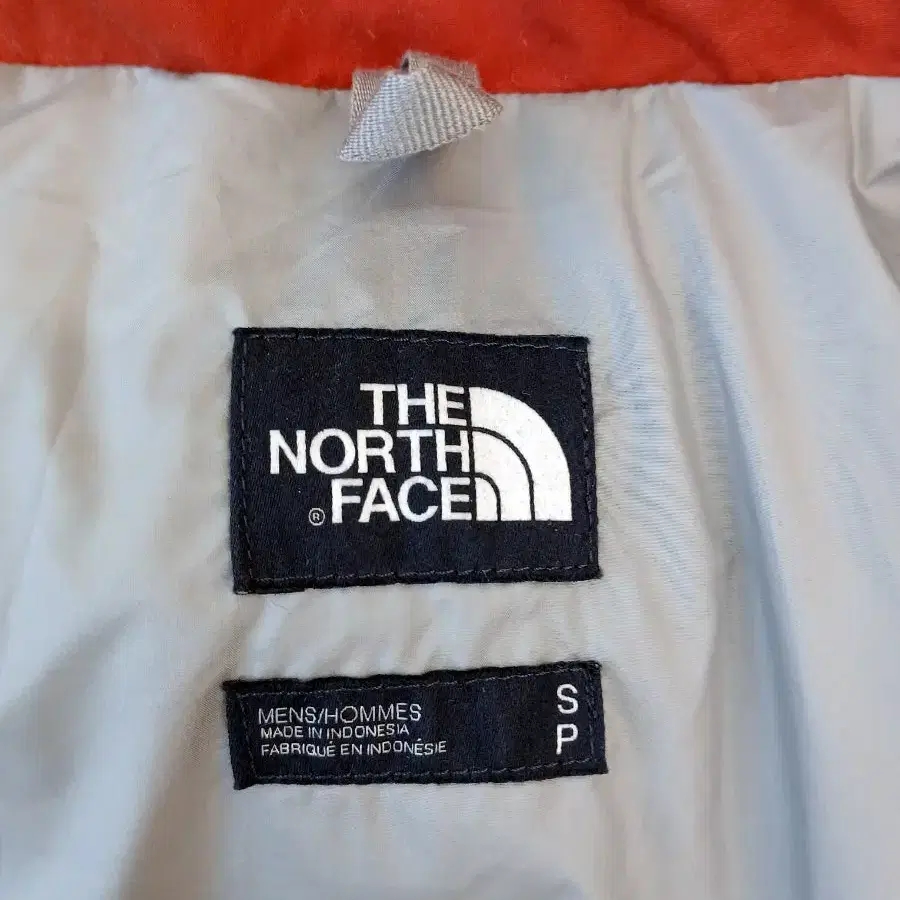 THE
NORTH
® FACE
MENS/HOMMES
MADE IN INDONESIA
FABRIQUÉ EN INDONÉSIE
S
P